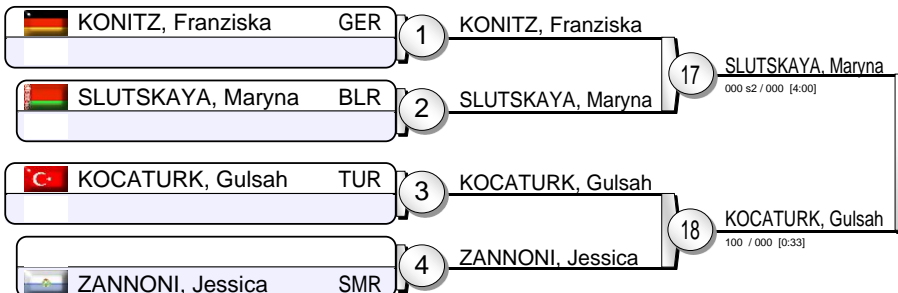 KONITZ, Franziska GER
1
KONITZ, Franziska
SLUTSKAYA, Maryna BLR
2
SLUTSKAYA, Maryna
17
SLUTSKAYA, Maryna
000 s2 / 000 [4:00]
KOCATURK, Gulsah TUR
3
KOCATURK, Gulsah
ZANNONI, Jessica SMR
4
ZANNONI, Jessica
18
KOCATURK, Gulsah
100 / 000 [0:33]